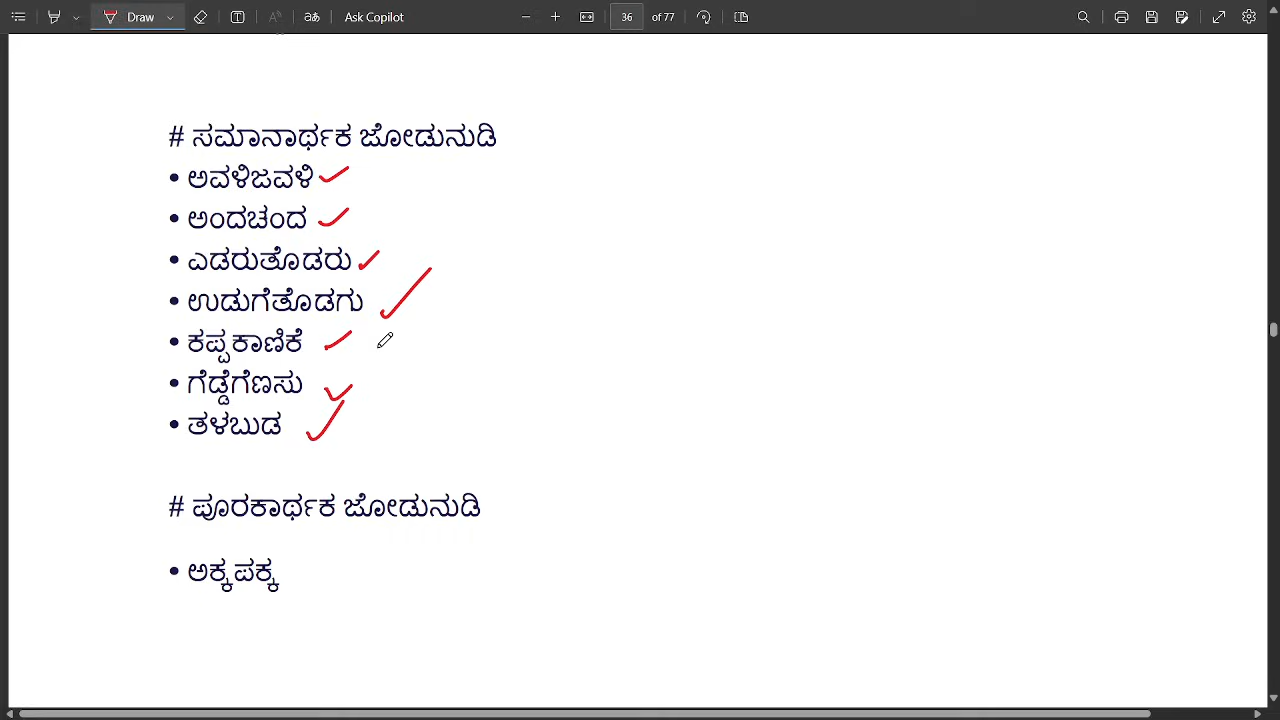 Draw
Ask Copilot
36 of 77
# ಸಮಾನಾರ್ಥಕ ಜೋಡುನುಡಿ
• ಅವಳಿಜವಳಿ
• ಅಂದಚಂದ
• ಎಡರುತೊಡರು
• ಉಡುಗೆತೊಡಗು
• ಕಪ್ಪಕಾಣಿಕೆ
• ಗೆಡ್ಡೆಗೆಣಸು
• ತಳಬುಡ
# ಪೂರಕಾರ್ಥಕ ಜೋಡುನುಡಿ
• ಅಕ್ಕಪಕ್ಕ